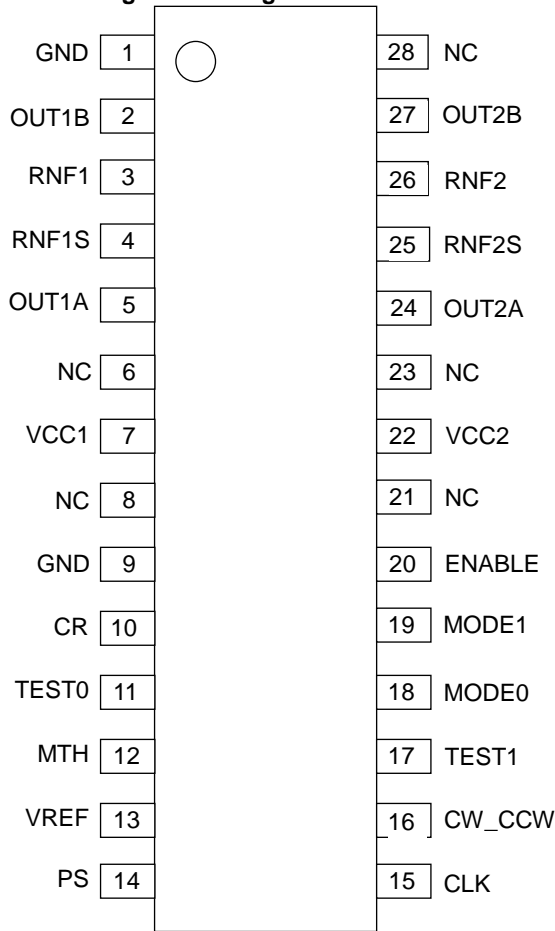 GND 1 28 NC
OUT1B 2 27 OUT2B
RNF1 3 26 RNF2
RNF1S 4 25 RNF2S
OUT1A 5 24 OUT2A
NC 6 23 NC
VCC1 7 22 VCC2
NC 8 21 NC
GND 9 20 ENABLE
CR 10 19 MODE1
TEST0 11 18 MODE0
MTH 12 17 TEST1
VREF 13 16 CW_CCW
PS 14 15 CLK